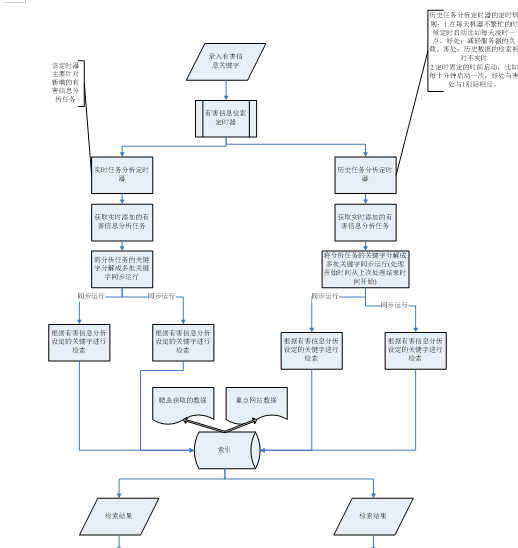 历史任务分析定时器的定时规
则：1.在每天机器不繁忙的时
候定时启动比如每天凌时一
点，好处：减轻服务器的负
载，害处：历史数据的检索相
对不实时
2.定时固定的时间启动，比如
每十分钟启动一次，好处与害
处与1刚好相反。
录入有害信
息关键字
该定时器
主要针对
新增的有
害信息分
析任务
有害信息检索
定时器
实时任务分析定时
器
历史任务分析定时
器
获取实时添加的有
害信息分析任务
获取实时添加的有
害信息分析任务
将分析任务的关键
字分解成多批关键
字同步运行
将分析任务的关键字分解成
多批关键字同步运行(处理
开始时间从上次处理结束时
间开始)
同步运行
同步运行
同步运行
同步运行
根据有害信息分析
设定的关键字进行
检索
根据有害信息分析
设定的关键字进行
检索
根据有害信息分析
设定的关键字进行
检索
根据有害信息分析
设定的关键字进行
检索
爬虫获取的数据
重点网站数据
索引
检索结果
检索结果